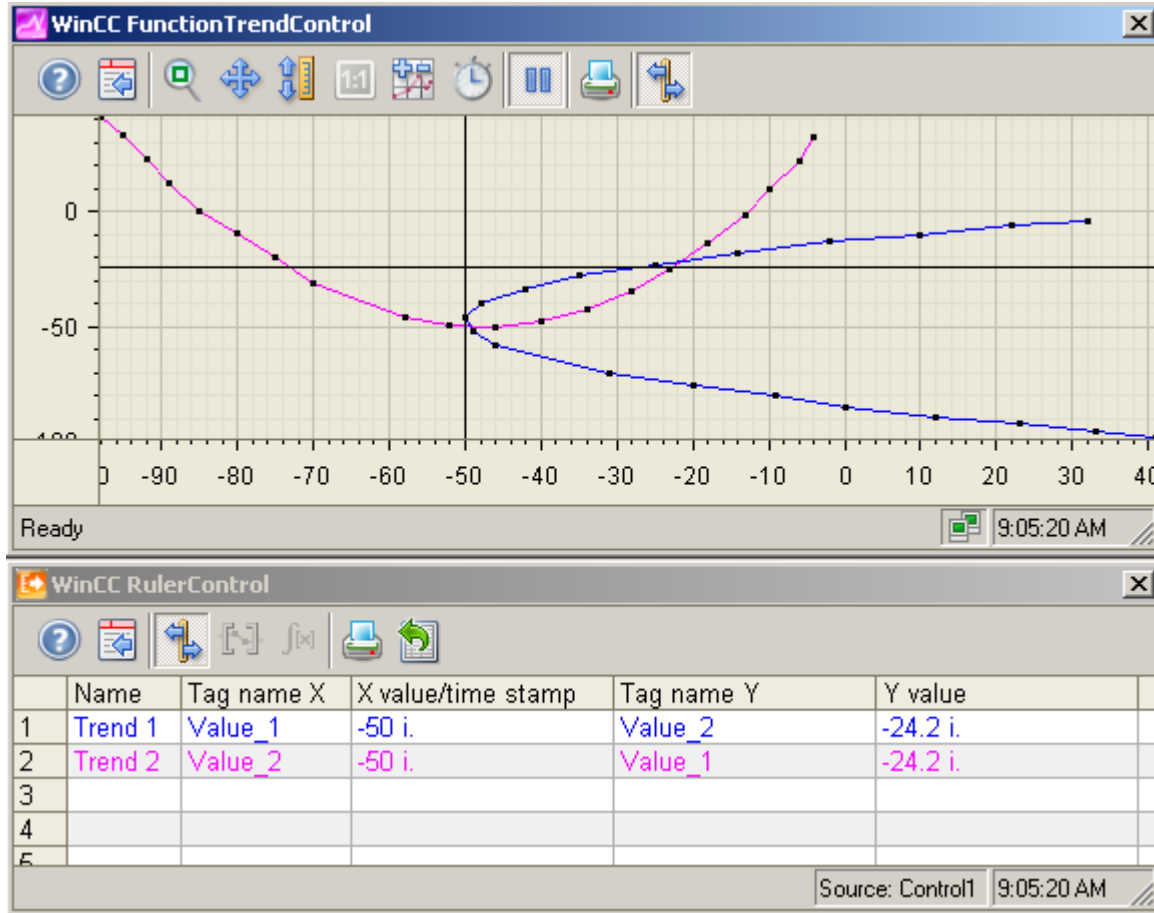 WinCC FunctionTrendControl
1:1
0
-50
-90 -80 -70 -60 -50 -40 -30 -20 -10 0 10 20 30
Ready 9:05:20 AM
WinCC RulerControl
Name Tag name X X value/time stamp Tag name Y Y value
1 Trend 1 Value_1 -50 i. Value_2 -24.2 i.
2 Trend 2 Value_2 -50 i. Value_1 -24.2 i.
3
4
Source: Control1 9:05:20 AM